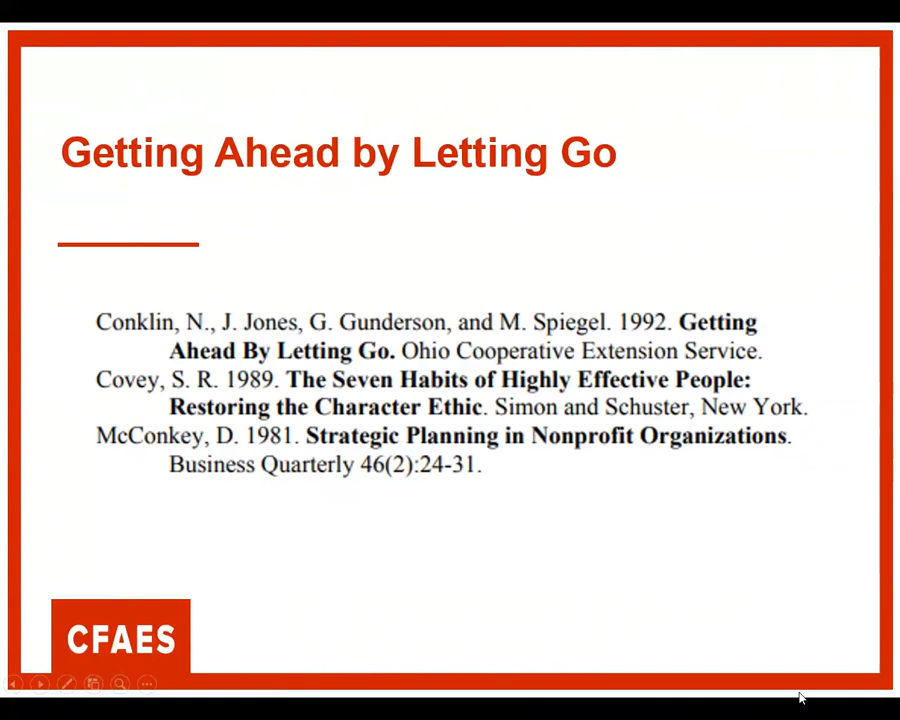 Getting Ahead by Letting Go
Conklin, N., J. Jones, G. Gunderson, and M. Spiegel. 1992. Getting
Ahead By Letting Go. Ohio Cooperative Extension Service.
Covey, S. R. 1989. The Seven Habits of Highly Effective People:
Restoring the Character Ethic. Simon and Schuster, New York.
McConkey, D. 1981. Strategic Planning in Nonprofit Organizations.
Business Quarterly 46(2):24-31.
CFAES